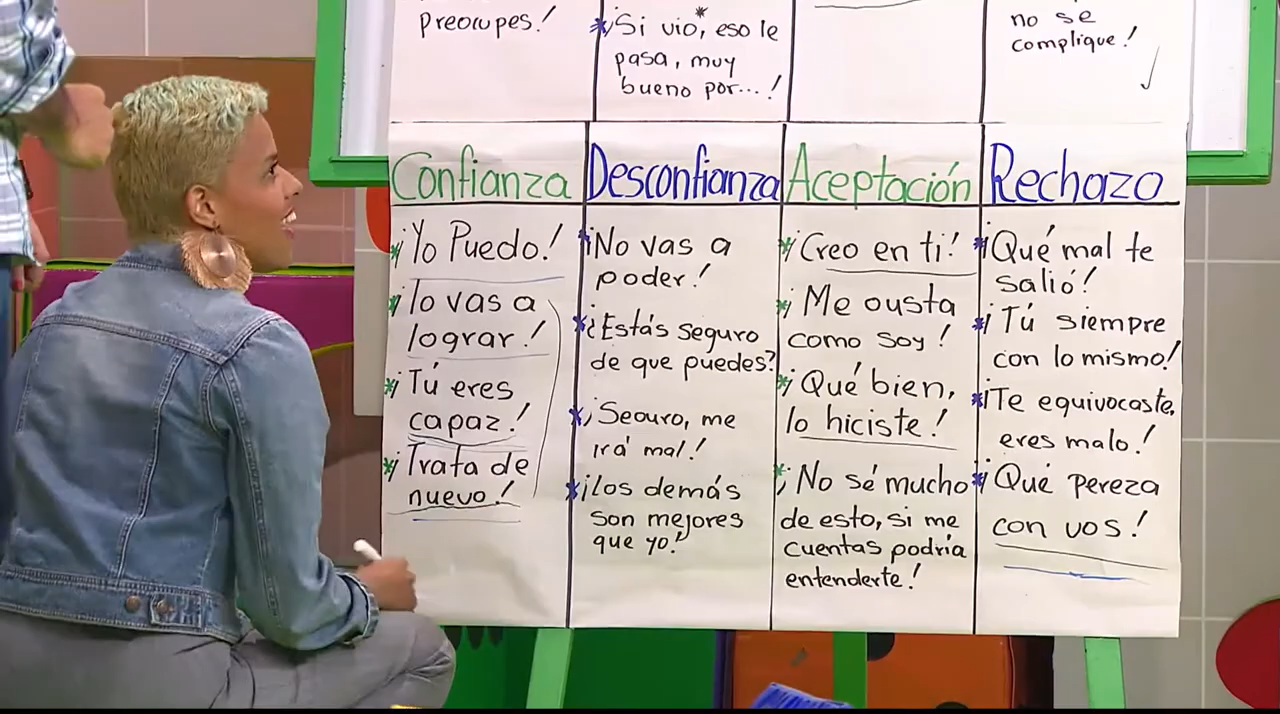 preocupes!
*¡Si vio*, eso le
pasa, muy
bueno por...!
no se
complique!
Confianza
*¡Yo Puedo!
*¡lo vas a
lograr!
*¡Tú eres
capaz!
*¡Trata de
nuevo!
Desconfianza
*¡No vas a
poder!
*¿Estás seguro
de que puedes?
*¡Seguro, me
irá mal!
*¡los demás
son mejores
que yo!
Aceptación
*¡Creo en ti!
*¡Me gusta
como soy!
*¡Qué bien,
lo hiciste!
*¡No sé mucho
de esto, si me
cuentas podría
entenderte!
Rechazo
*¡Qué mal te
salió!
*¡Tú siempre
con lo mismo!
*¡Te equivocaste,
eres malo!
*¡Qué pereza
con vos!